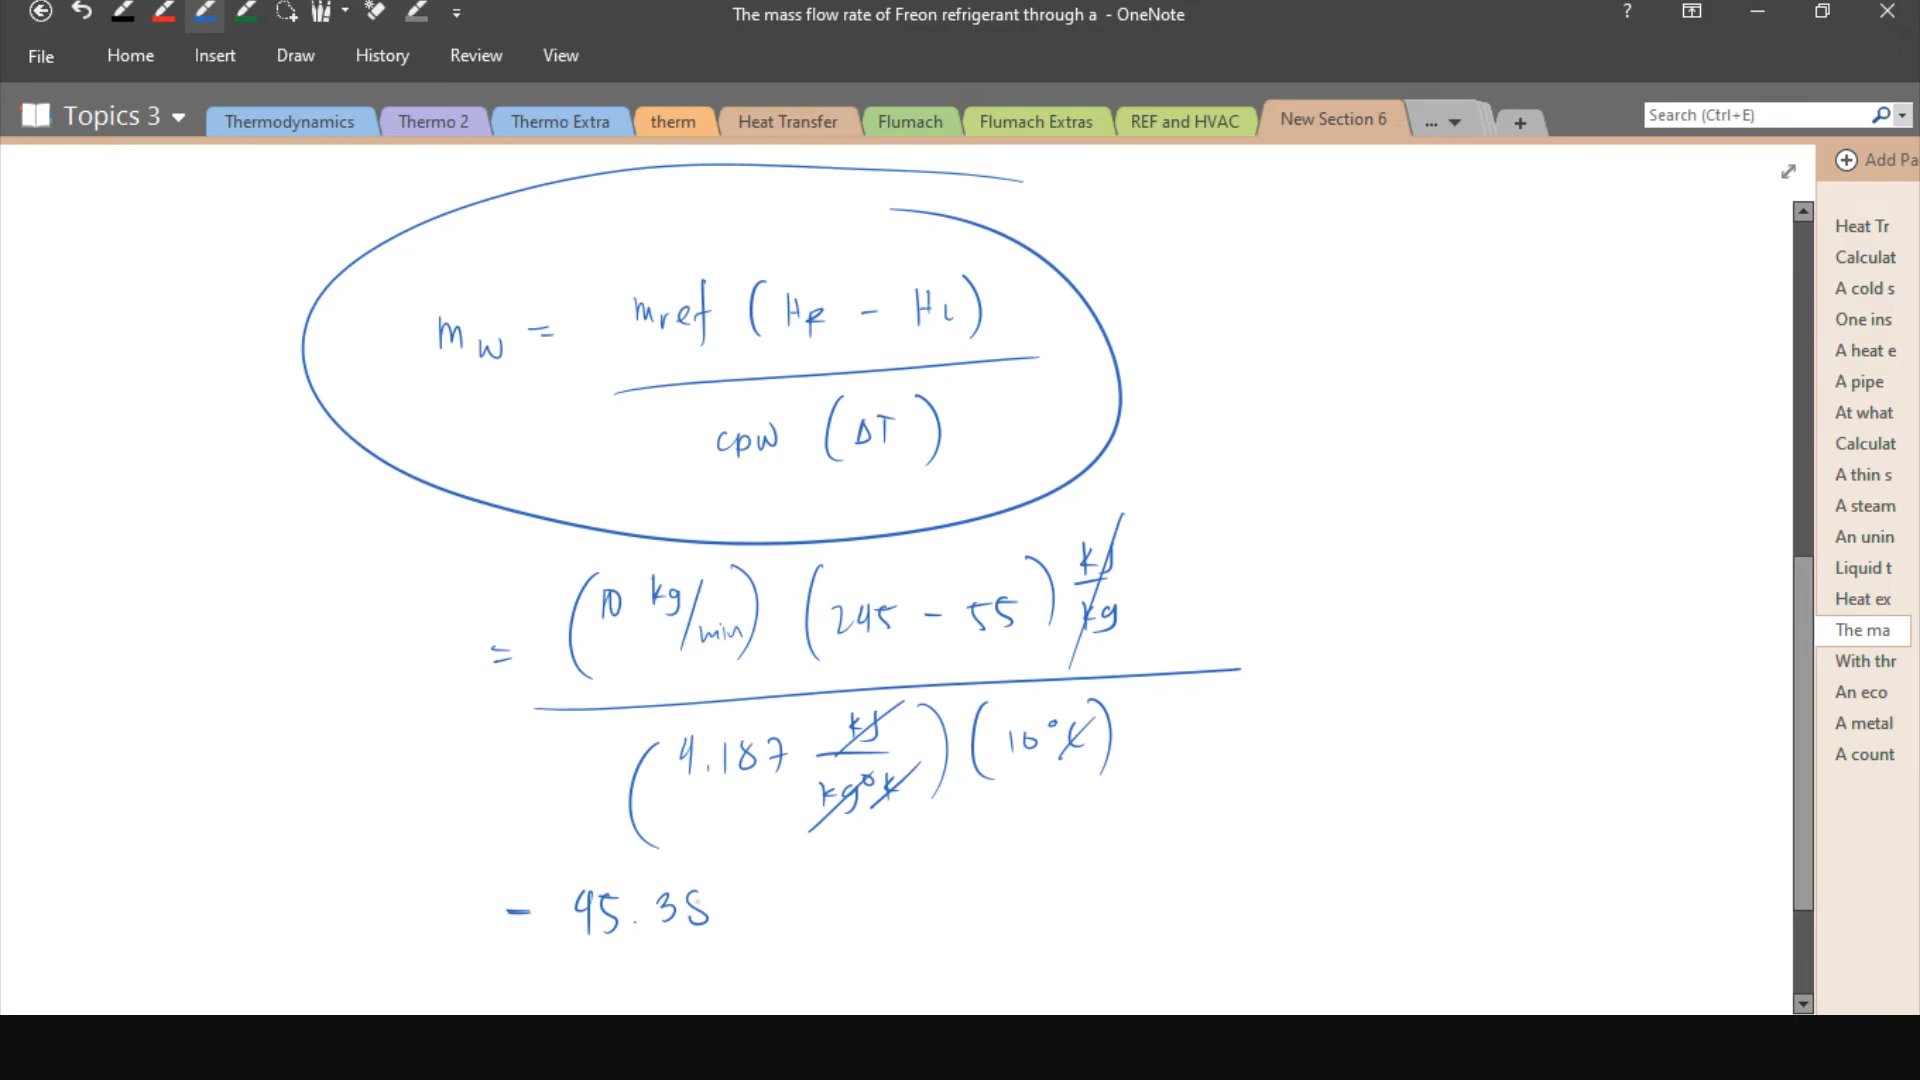 The mass flow rate of Freon refrigerant through a - OneNote
?
File Home Insert Draw History Review View
Topics 3
Thermodynamics Thermo 2 Thermo Extra therm Heat Transfer Flumach Flumach Extras REF and HVAC New Section 6 ... +
Search (Ctrl+E)
Add Pa
Heat Tr
Calculat
A cold s
One ins
A heat e
A pipe
At what
Calculat
A thin s
A steam
An unin
Liquid t
Heat ex
The ma
With thr
An eco
A metal
A count
mref (HR - HL)
mw =
cpw (ΔT)
(10 kg/min) (245 - 55) kJ/kg
=
(4.187 kJ/kg°K) (10°C)
- 45.35